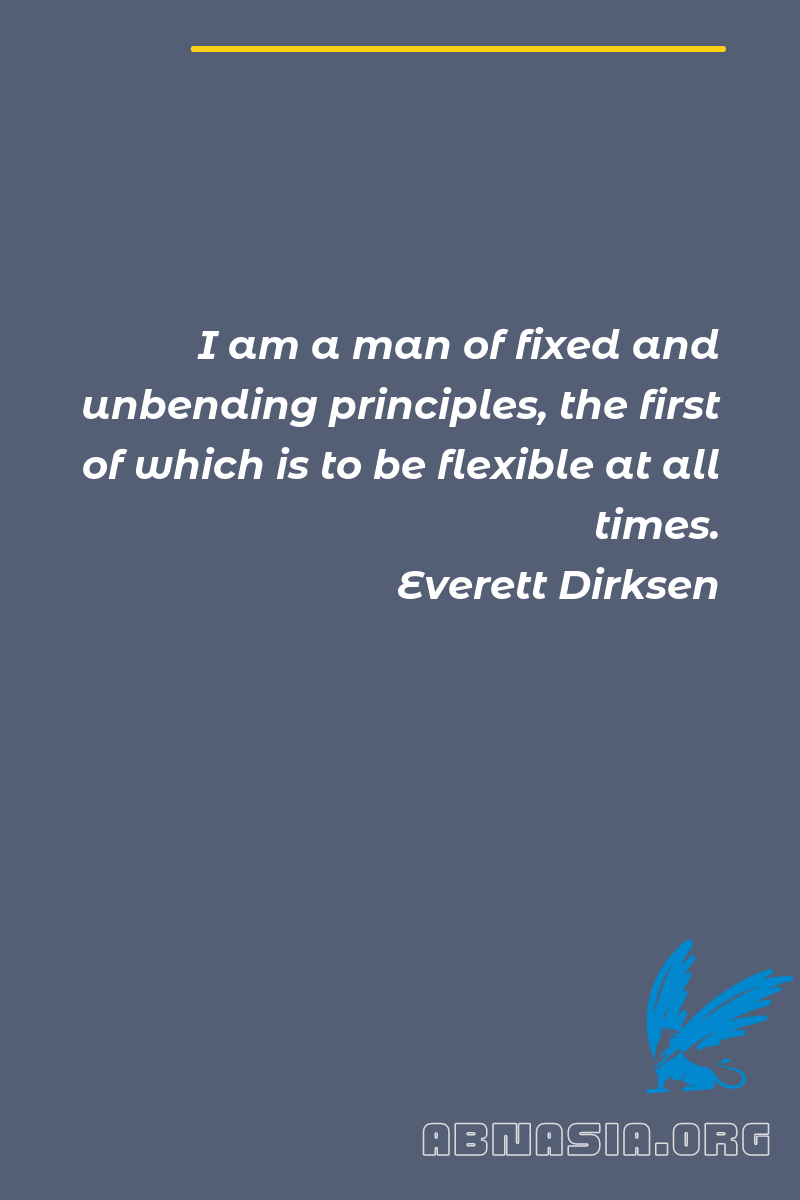 I am a man of fixed and
unbending principles, the first
of which is to be flexible at all
times.
Everett Dirksen
ABNASIA.ORG